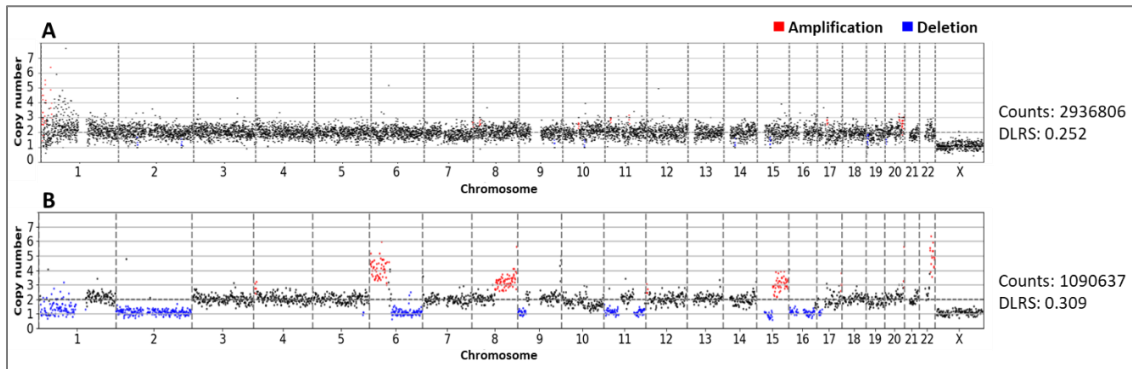 A
Amplification Deletion
Copy number
7
6
5
4
3
2
1
0
1 2 3 4 5 6 7 8 9 10 11 12 13 14 15 16 17 18 19 20 21 22 X
Chromosome
Counts: 2936806
DLRS: 0.252
B
Copy number
7
6
5
4
3
2
1
0
1 2 3 4 5 6 7 8 9 10 11 12 13 14 15 16 17 18 19 20 21 22 X
Chromosome
Counts: 1090637
DLRS: 0.309